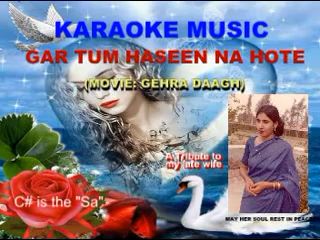 KARAOKE MUSIC
GAR TUM HASEEN NA HOTE
(MOVIE: GEHRA DAAGH)
A Tribute to
my late wife
C# is the "Sa"
MAY HER SOUL REST IN PEACE